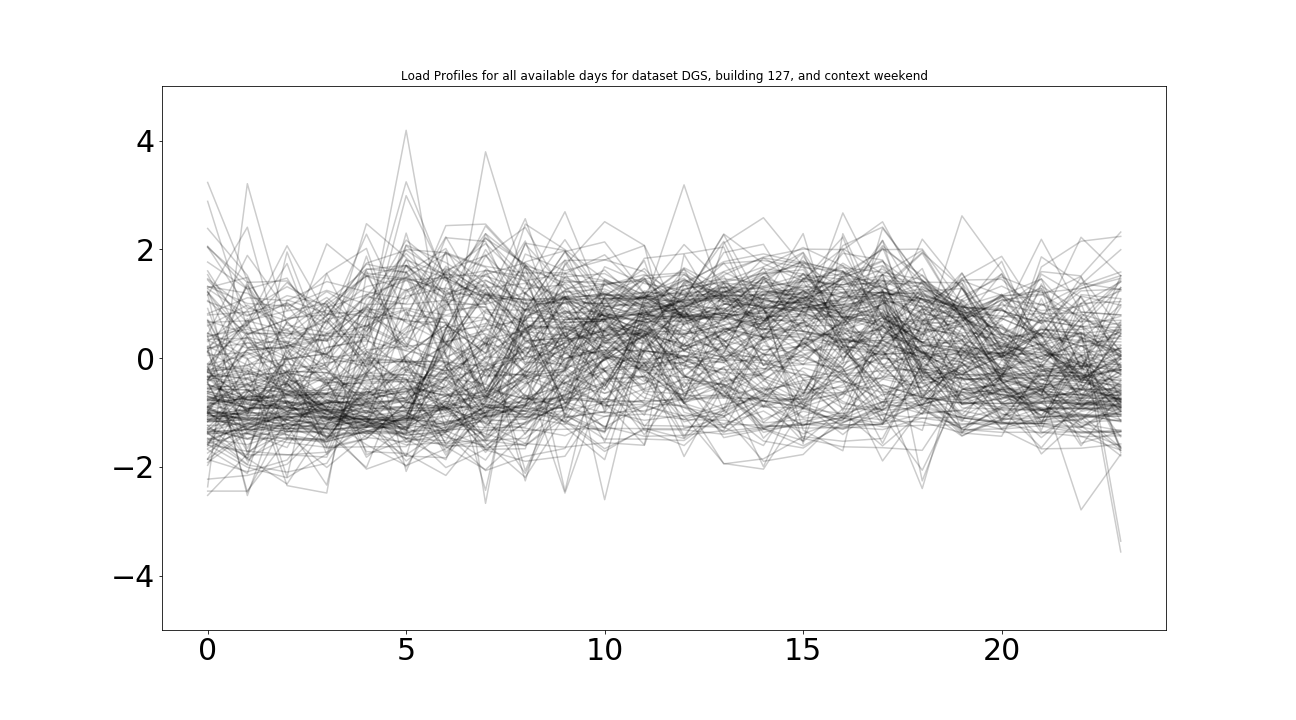 Load Profiles for all available days for dataset DGS, building 127, and context weekend
4
2
0
−2
−4
0 5 10 15 20